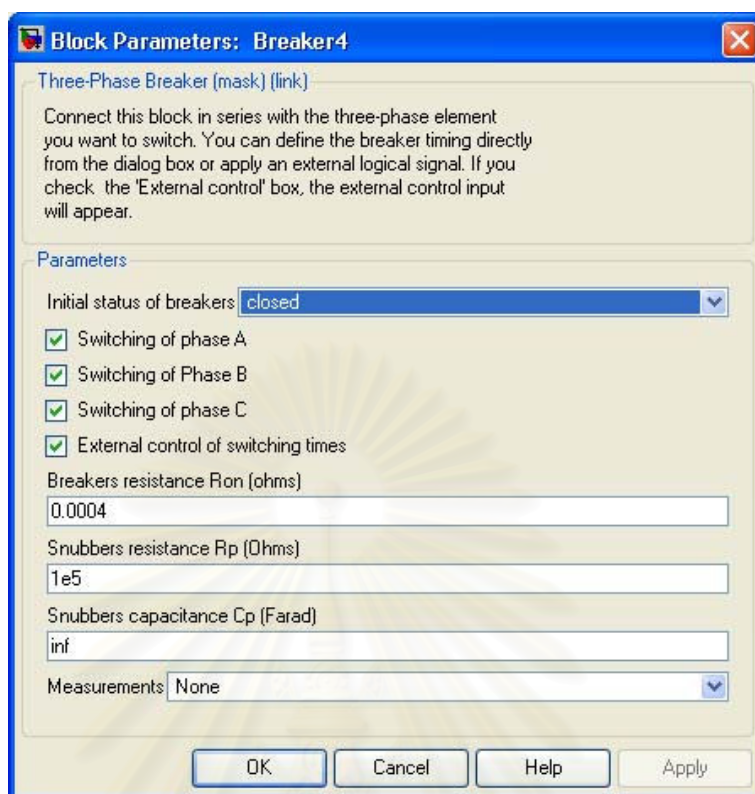 Block Parameters: Breaker4
Three-Phase Breaker (mask) (link)
Connect this block in series with the three-phase element
you want to switch. You can define the breaker timing directly
from the dialog box or apply an external logical signal. If you
check the 'External control' box, the external control input
will appear.
Parameters
Initial status of breakers closed
Switching of phase A
Switching of Phase B
Switching of phase C
External control of switching times
Breakers resistance Ron (ohms)
0.0004
Snubbers resistance Rp (Ohms)
1e5
Snubbers capacitance Cp (Farad)
inf
Measurements None
OK Cancel Help Apply